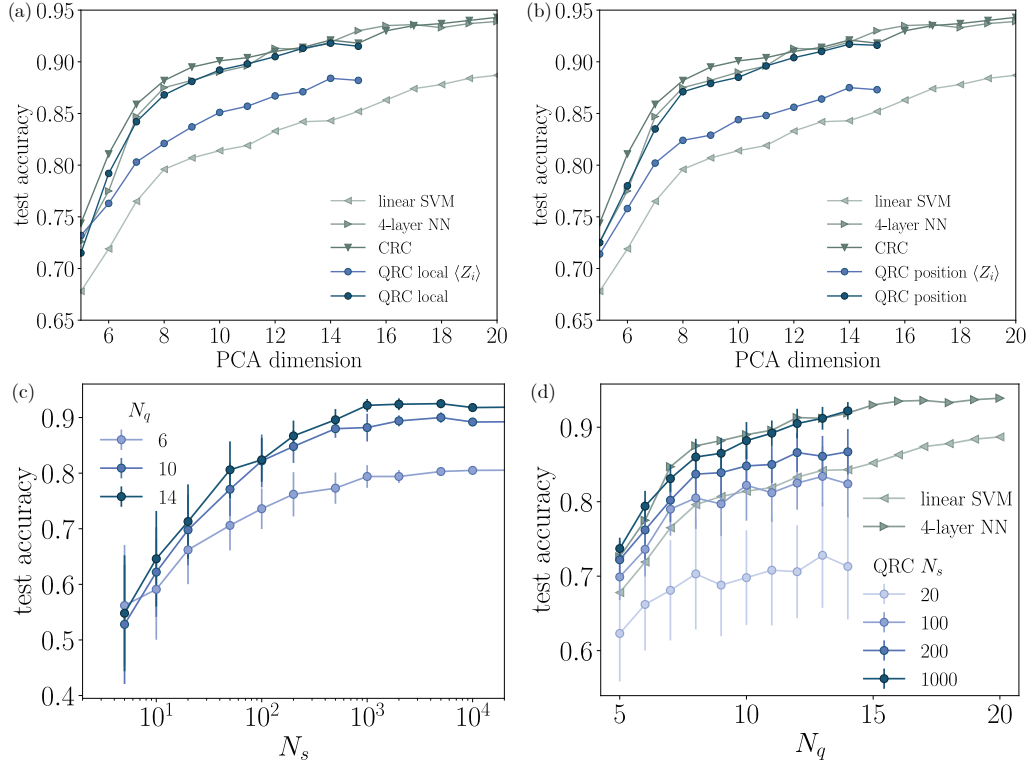 (a)
0.95
0.90
0.85
0.80
0.75
0.70
0.65
test accuracy
6 8 10 12 14 16 18 20
PCA dimension
linear SVM
4-layer NN
CRC
QRC local ⟨Z_i⟩
QRC local
(b)
0.95
0.90
0.85
0.80
0.75
0.70
0.65
test accuracy
6 8 10 12 14 16 18 20
PCA dimension
linear SVM
4-layer NN
CRC
QRC position ⟨Z_i⟩
QRC position
(c)
0.9
0.8
0.7
0.6
0.5
0.4
test accuracy
N_q
6
10
14
10^1 10^2 10^3 10^4
N_s
(d)
0.9
0.8
0.7
0.6
test accuracy
linear SVM
4-layer NN
QRC N_s
20
100
200
1000
5 10 15 20
N_q